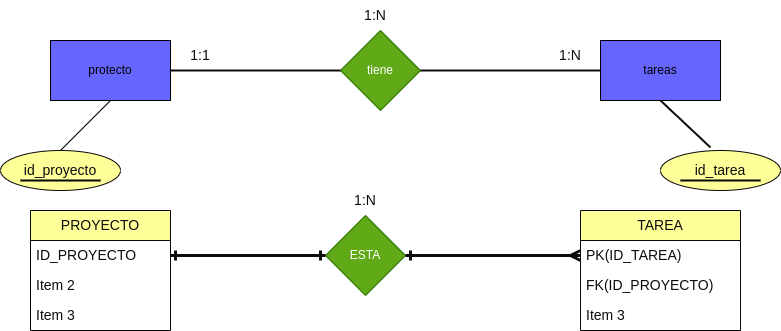 1:N
1:1
1:N
protecto
tiene
tareas
id_proyecto
id_tarea
1:N
PROYECTO
TAREA
ID_PROYECTO
ESTA
PK(ID_TAREA)
Item 2
FK(ID_PROYECTO)
Item 3
Item 3